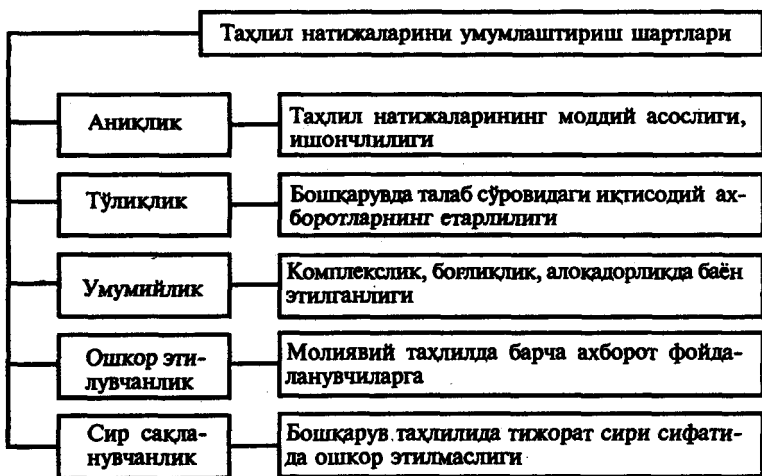 Таҳлил натижаларини умумлаштириш шартлари
Аниқлик
Таҳлил натижаларининг моддий асослиги,
ишончлилиги
Тўлиқлик
Бошқарувда талаб сўровидаги иқтисодий ах-
боротларнинг етарлилиги
Умумийлик
Комплекслик, боғлиқлик, алоқадорликда баён
этилганлиги
Ошкор эти-
лувчанлик
Молиявий таҳлилда барча ахборот фойда-
ланувчиларга
Сир сақла-
нувчанлик
Бошқарув таҳлилида тижорат сири сифати-
да ошкор этилмаслиги